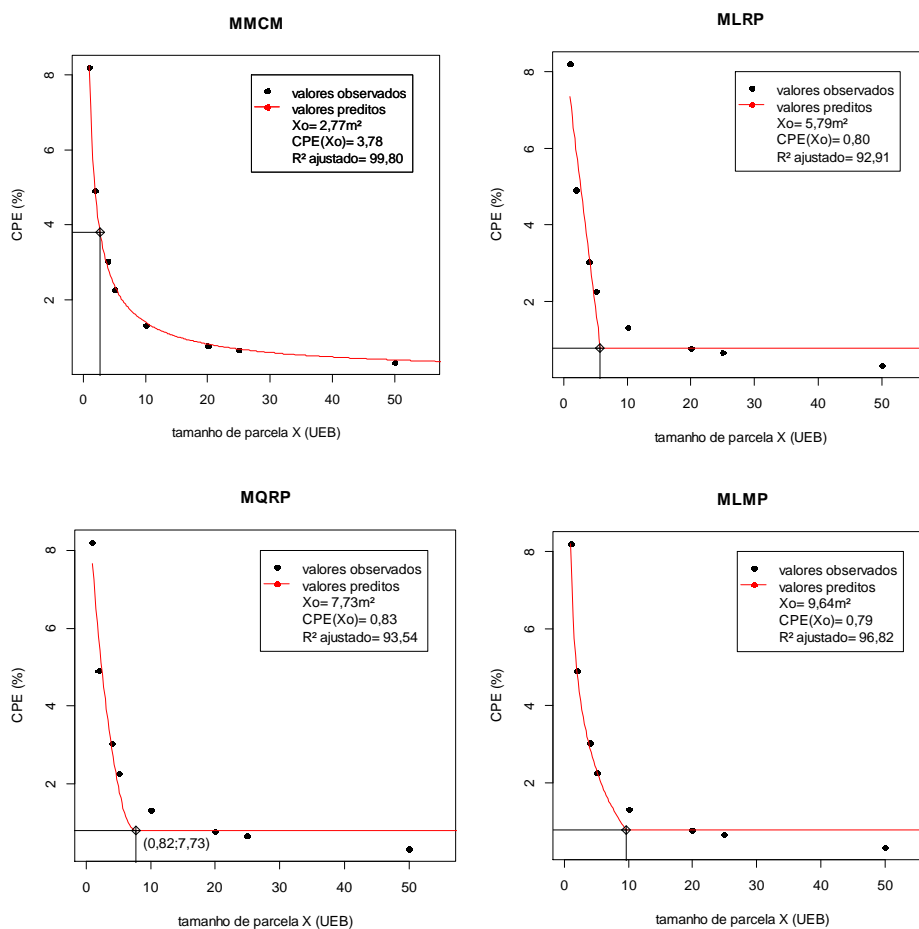 MMCM
valores observados
valores preditos
Xo= 2,77m²
CPE(Xo)= 3,78
R² ajustado= 99,80
CPE (%)
8
6
4
2
0 10 20 30 40 50
tamanho de parcela X (UEB)
MLRP
valores observados
valores preditos
Xo= 5,79m²
CPE(Xo)= 0,80
R² ajustado= 92,91
CPE (%)
8
6
4
2
0 10 20 30 40 50
tamanho de parcela X (UEB)
MQRP
valores observados
valores preditos
Xo= 7,73m²
CPE(Xo)= 0,83
R² ajustado= 93,54
CPE (%)
8
6
4
2
(0,82;7,73)
0 10 20 30 40 50
tamanho de parcela X (UEB)
MLMP
valores observados
valores preditos
Xo= 9,64m²
CPE(Xo)= 0,79
R² ajustado= 96,82
CPE (%)
8
6
4
2
0 10 20 30 40 50
tamanho de parcela X (UEB)